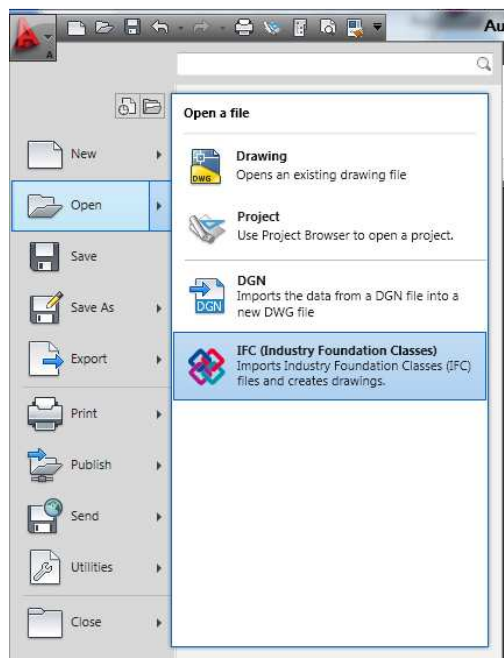 Au
A
Open a file
New
Open
Save
Save As
Export
Print
Publish
Send
Utilities
Close
DWG
Drawing
Opens an existing drawing file
Project
Use Project Browser to open a project.
DGN
DGN
Imports the data from a DGN file into a
new DWG file
IFC (Industry Foundation Classes)
Imports Industry Foundation Classes (IFC)
files and creates drawings.